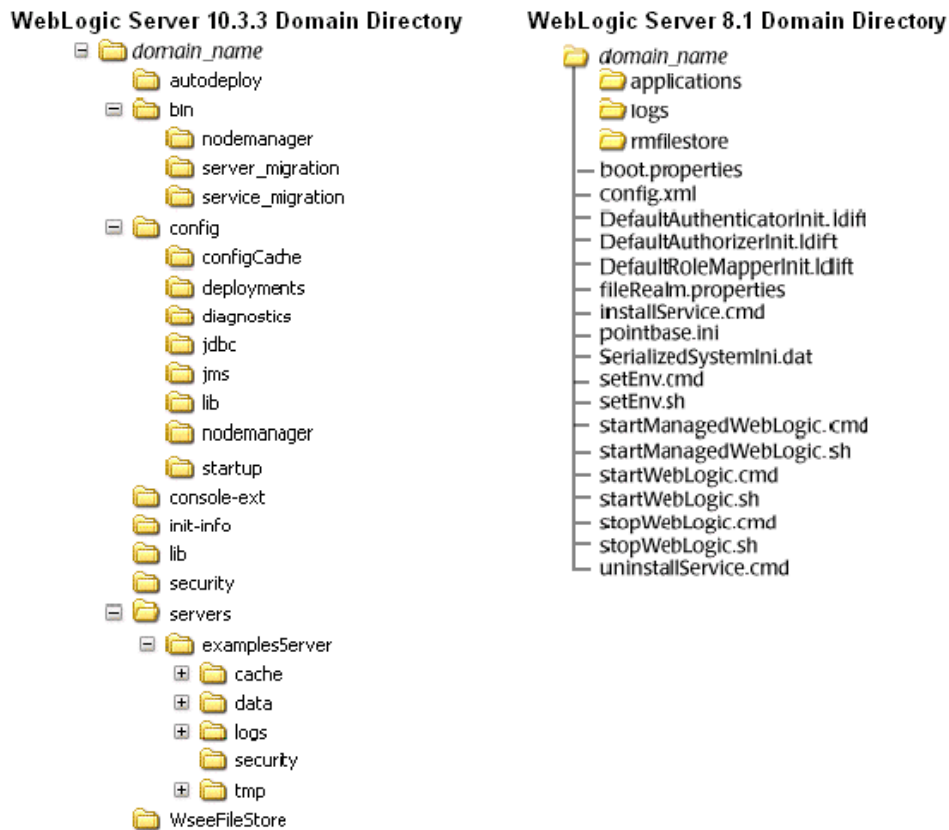 WebLogic Server 10.3.3 Domain Directory
domain_name
autodeploy
bin
nodemanager
server_migration
service_migration
config
configCache
deployments
diagnostics
jdbc
jms
lib
nodemanager
startup
console-ext
init-info
lib
security
servers
examplesServer
cache
data
logs
security
tmp
WseeFileStore
WebLogic Server 8.1 Domain Directory
domain_name
applications
logs
rmfilestore
boot.properties
config.xml
DefaultAuthenticatorInit.ldift
DefaultAuthorizerInit.ldift
DefaultRoleMapperInit.ldift
fileRealm.properties
installService.cmd
pointbase.ini
SerializedSystemIni.dat
setEnv.cmd
setEnv.sh
startManagedWebLogic.cmd
startManagedWebLogic.sh
startWebLogic.cmd
startWebLogic.sh
stopWebLogic.cmd
stopWebLogic.sh
uninstallService.cmd